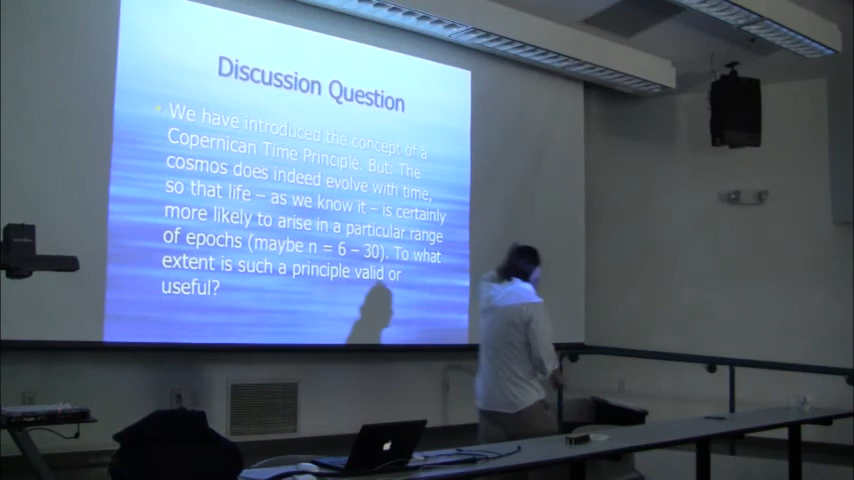 Discussion Question
We have introduced the concept of a
Copernican Time Principle. But: The
cosmos does indeed evolve with time,
so that life – as we know it – is certainly
more likely to arise in a particular range
of epochs (maybe n = 6 – 30). To what
extent is such a principle valid or
useful?